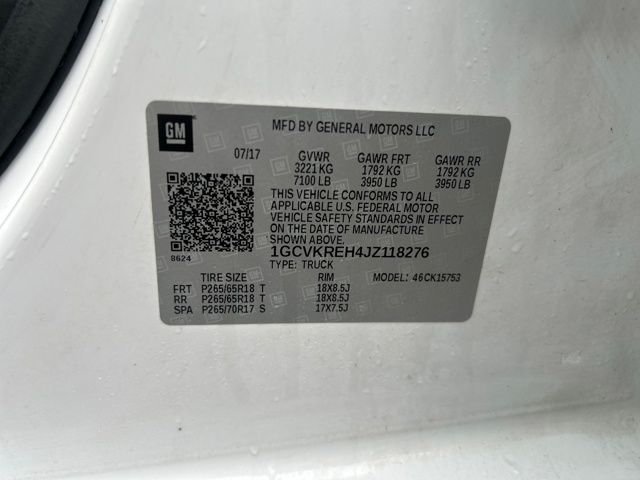 GM
MFD BY GENERAL MOTORS LLC
07/17 GVWR GAWR FRT GAWR RR
3221 KG 1792 KG 1792 KG
7100 LB 3950 LB 3950 LB
THIS VEHICLE CONFORMS TO ALL
APPLICABLE U.S. FEDERAL MOTOR
VEHICLE SAFETY STANDARDS IN EFFECT
ON THE DATE OF MANUFACTURE
SHOWN ABOVE.
8624 1GCVKREH4JZ118276
TYPE: TRUCK MODEL: 46CK15753
TIRE SIZE RIM
FRT P265/65R18 T 18X8.5J
RR P265/65R18 T 18X8.5J
SPA P265/70R17 S 17X7.5J